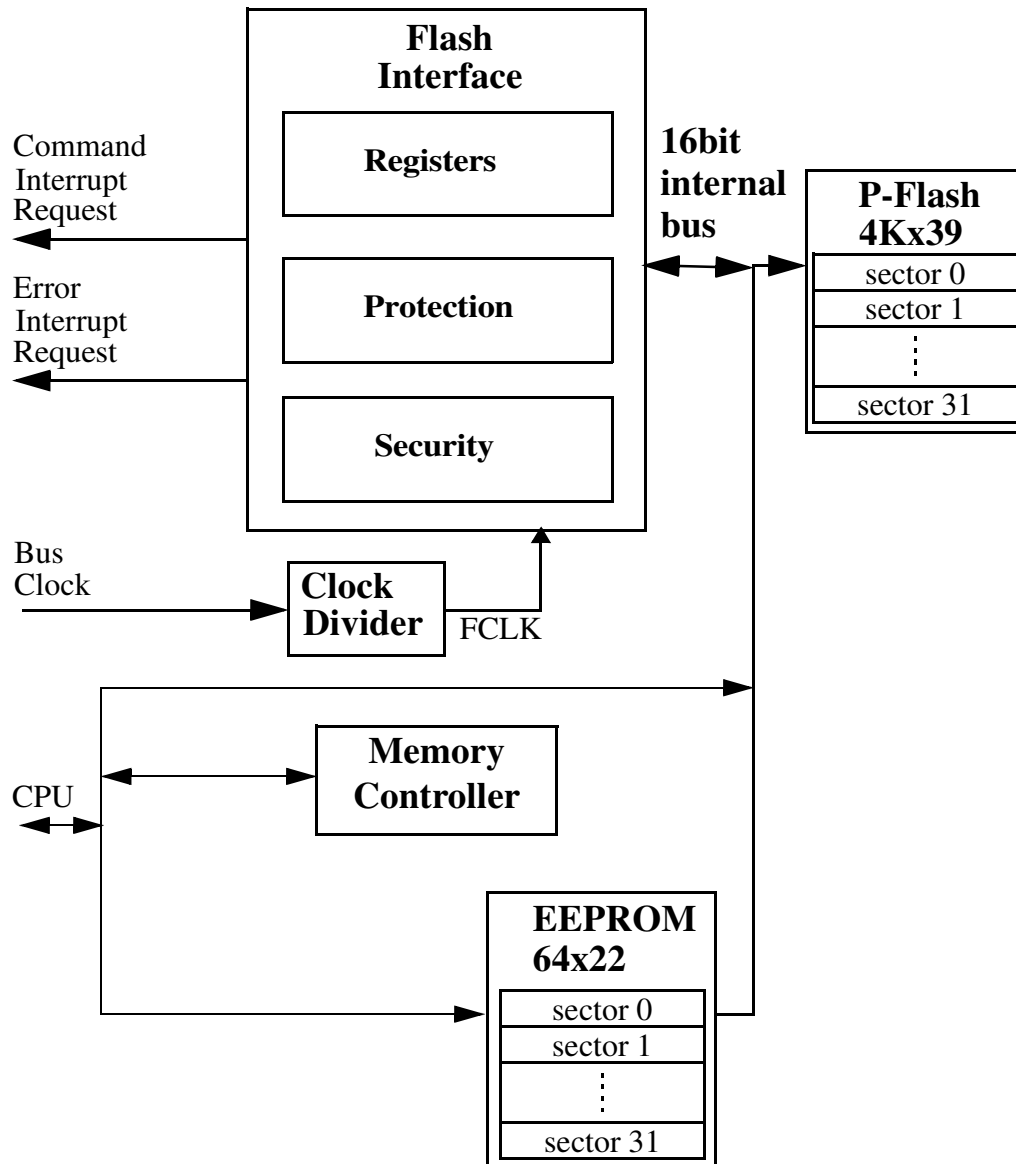 Flash
Interface
Registers
Protection
Security
Command
Interrupt
Request
Error
Interrupt
Request
16bit
internal
bus
P-Flash
4Kx39
sector 0
sector 1
sector 31
Bus
Clock
Clock
Divider
FCLK
Memory
Controller
CPU
EEPROM
64x22
sector 0
sector 1
sector 31